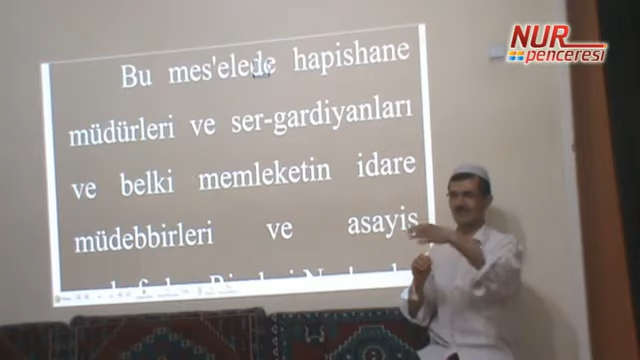 NUR
penceresi
Bu mes'elede hapishane
müdürleri ve ser-gardiyanları
ve belki memleketin idare
müdebbirleri ve asayiş